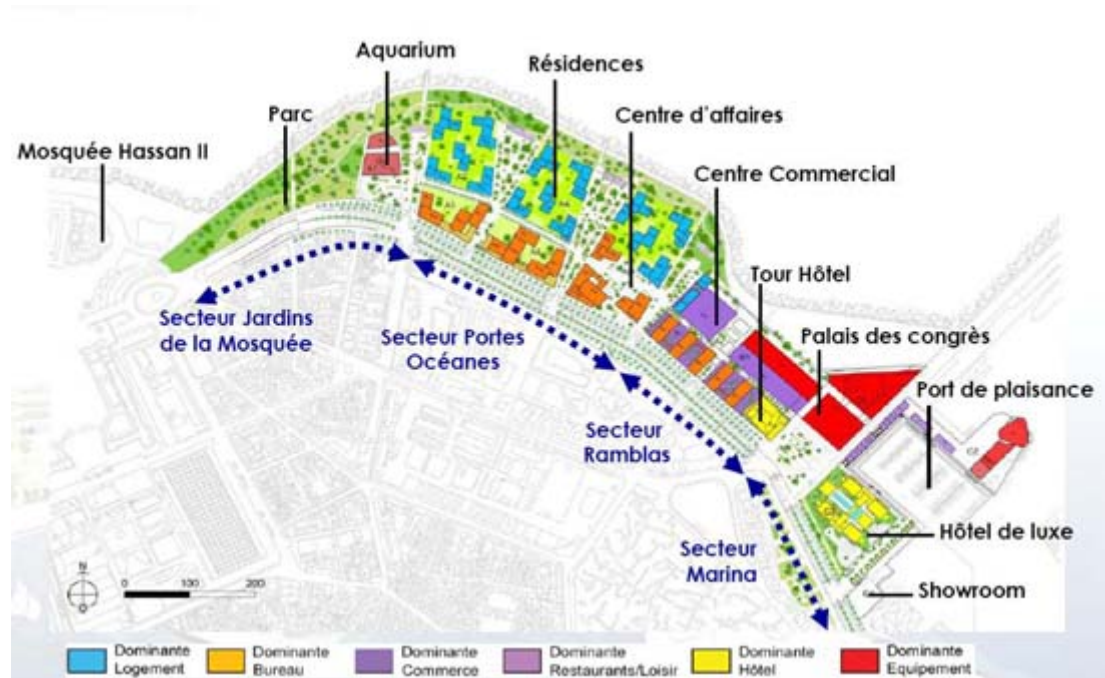 Aquarium
Résidences
Parc
Centre d'affaires
Mosquée Hassan II
Centre Commercial
Tour Hôtel
Secteur Jardins
de la Mosquée
Secteur Portes
Océanes
Palais des congrès
Port de plaisance
Secteur
Ramblas
Hôtel de luxe
Secteur
Marina
Showroom
N
0 100 200
Dominante
Logement
Dominante
Bureau
Dominante
Commerce
Dominante
Restaurants/Loisir
Dominante
Hôtel
Dominante
Equipement